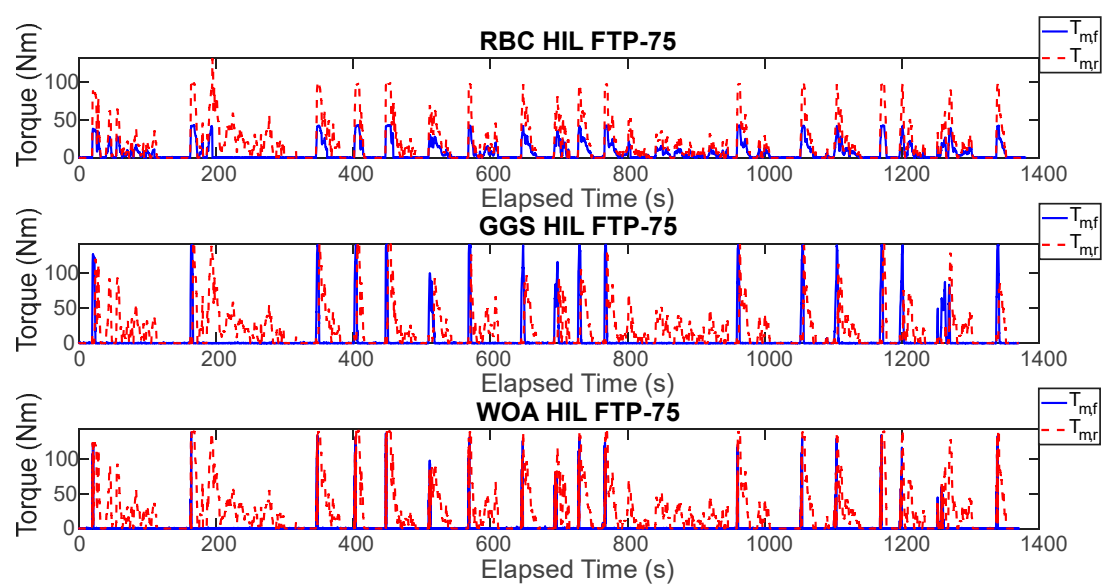 RBC HIL FTP-75
T_m,f
T_m,r
Torque (Nm)
100
50
0
0 200 400 600 800 1000 1200 1400
Elapsed Time (s)
GGS HIL FTP-75
T_m,f
T_m,r
Torque (Nm)
100
50
0
0 200 400 600 800 1000 1200 1400
Elapsed Time (s)
WOA HIL FTP-75
T_m,f
T_m,r
Torque (Nm)
100
50
0
0 200 400 600 800 1000 1200 1400
Elapsed Time (s)